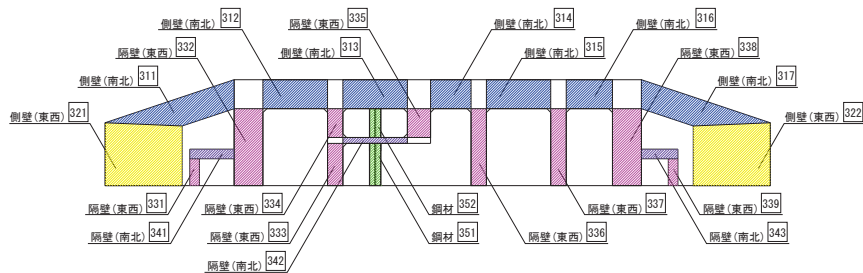 側壁(南北) 312
隔壁(東西) 335
側壁(南北) 314
側壁(南北) 316
隔壁(東西) 332
側壁(南北) 313
側壁(南北) 315
隔壁(東西) 338
側壁(南北) 311
側壁(南北) 317
側壁(東西) 321
側壁(東西) 322
隔壁(東西) 331
隔壁(東西) 334
鋼材 352
隔壁(東西) 337
隔壁(東西) 339
隔壁(南北) 341
隔壁(東西) 333
鋼材 351
隔壁(東西) 336
隔壁(南北) 343
隔壁(南北) 342